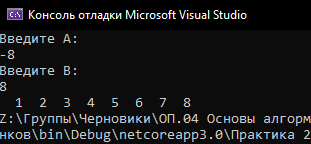 Консоль отладки Microsoft Visual Studio
Введите A:
-8
Введите B:
8
1 2 3 4 5 6 7 8
Z:\Группы\Черновики\ОП.04 Основы алгорм
нков\bin\Debug\netcoreapp3.0\Практика 2